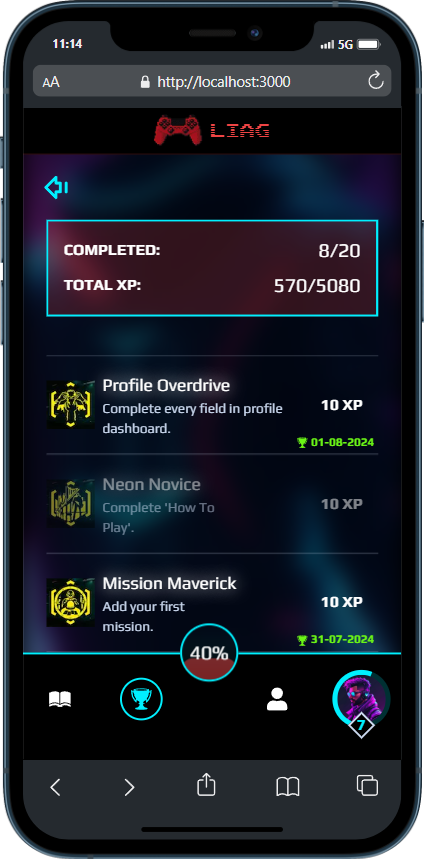 11:14
5G
AA
http://localhost:3000
LIAG
COMPLETED: 8/20
TOTAL XP: 570/5080
Profile Overdrive
Complete every field in profile
dashboard.
10 XP
01-08-2024
Neon Novice
Complete 'How To
Play'.
10 XP
Mission Maverick
Add your first
mission.
10 XP
31-07-2024
40%
7